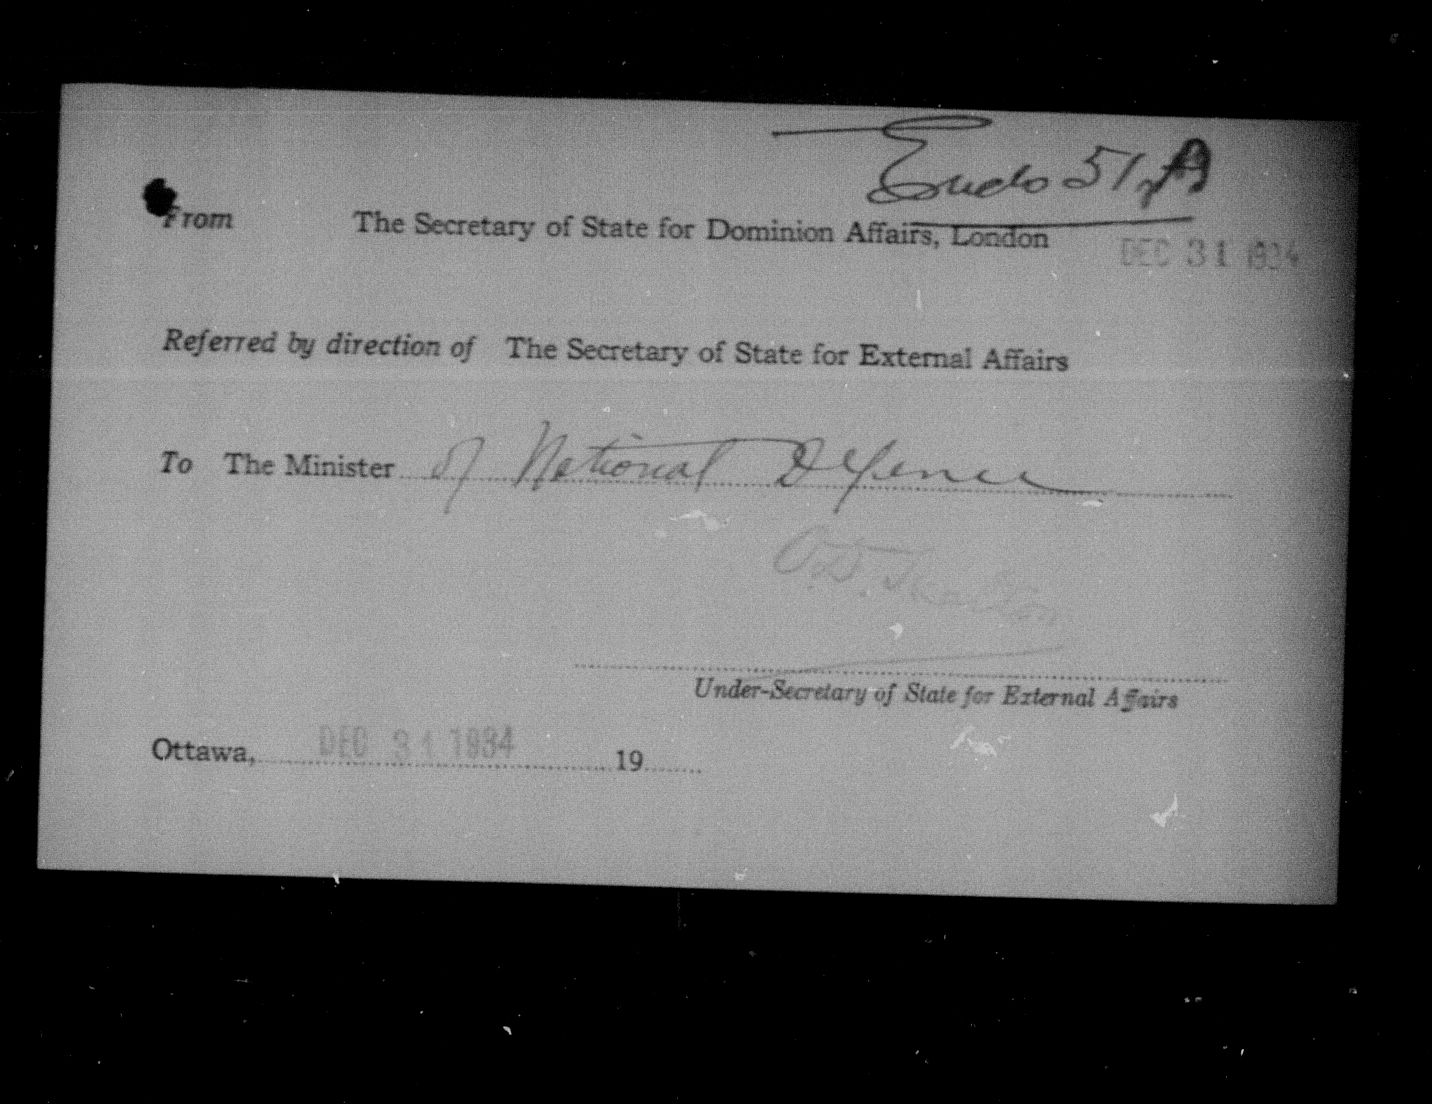 Encls 51, A
From The Secretary of State for Dominion Affairs, London
DEC 31 1934
Referred by direction of The Secretary of State for External Affairs
To The Minister of National Defence
O.D. Skelton
Under-Secretary of State for External Affairs
Ottawa, DEC 31 1934 19